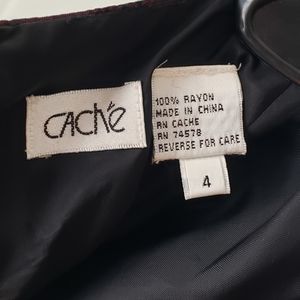 CAChé
100% RAYON
MADE IN CHINA
RN CACHE
RN 74578
REVERSE FOR CARE
4